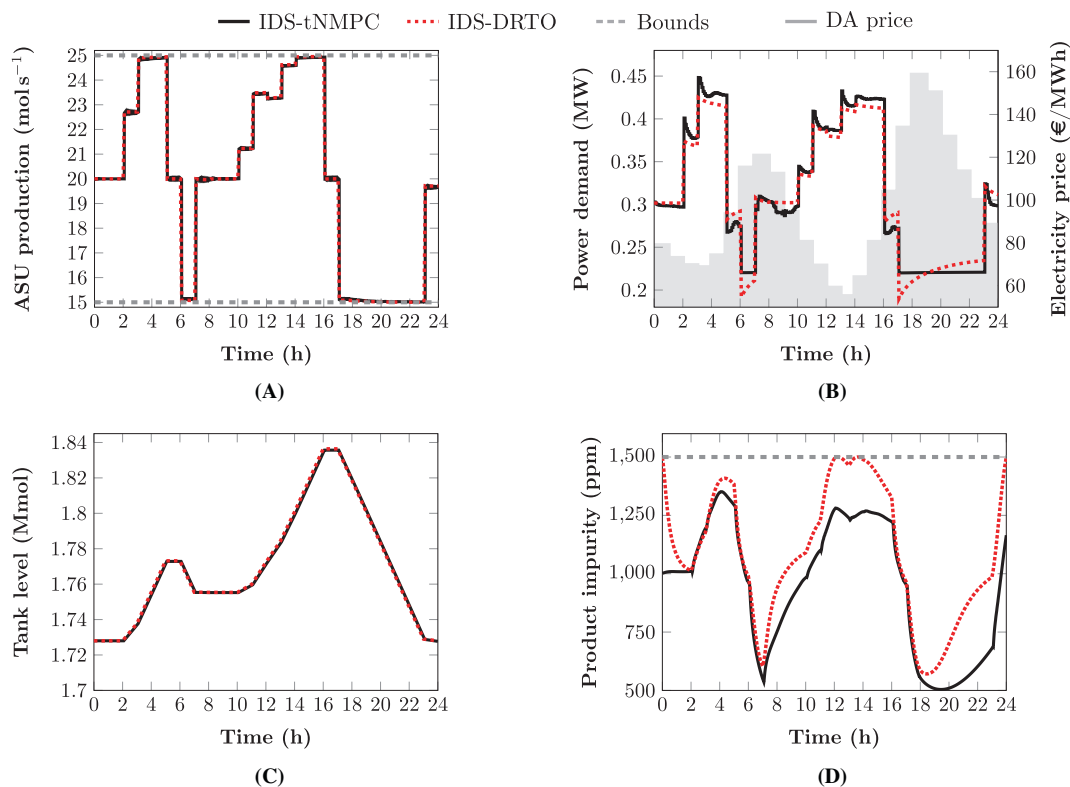 IDS-tNMPC IDS-DRTO Bounds DA price
ASU production (mol s⁻¹)
25
24
23
22
21
20
19
18
17
16
15
0 2 4 6 8 10 12 14 16 18 20 22 24
Time (h)
(A)
Power demand (MW)
0.45
0.4
0.35
0.3
0.25
0.2
160
140
120
100
80
60
Electricity price (€/MWh)
0 2 4 6 8 10 12 14 16 18 20 22 24
Time (h)
(B)
Tank level (Mmol)
1.84
1.82
1.8
1.78
1.76
1.74
1.72
1.7
0 2 4 6 8 10 12 14 16 18 20 22 24
Time (h)
(C)
Product impurity (ppm)
1,500
1,250
1,000
750
500
0 2 4 6 8 10 12 14 16 18 20 22 24
Time (h)
(D)